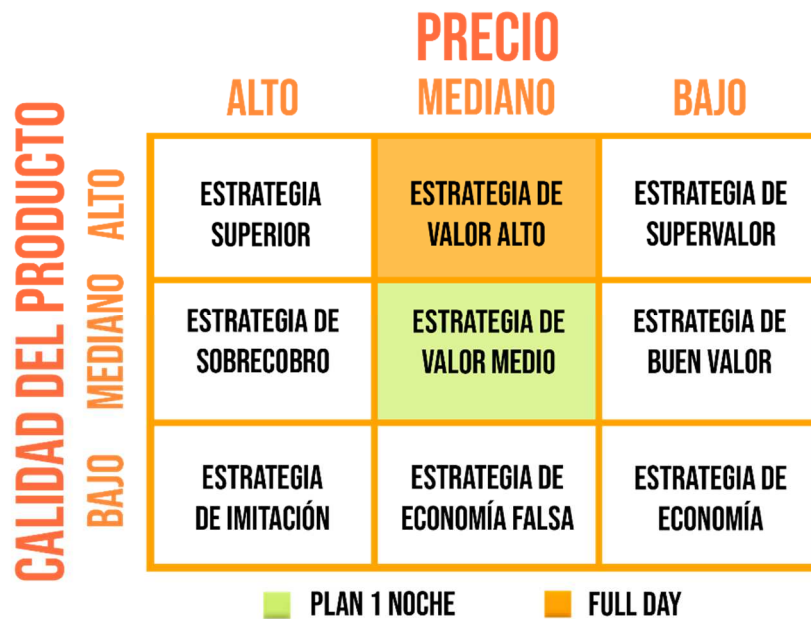 PRECIO
ALTO MEDIANO BAJO
CALIDAD DEL PRODUCTO
ALTO
ESTRATEGIA
SUPERIOR
ESTRATEGIA DE
VALOR ALTO
ESTRATEGIA DE
SUPERVALOR
MEDIANO
ESTRATEGIA DE
SOBRECOBRO
ESTRATEGIA DE
VALOR MEDIO
ESTRATEGIA DE
BUEN VALOR
BAJO
ESTRATEGIA
DE IMITACIÓN
ESTRATEGIA DE
ECONOMÍA FALSA
ESTRATEGIA DE
ECONOMÍA
PLAN 1 NOCHE
FULL DAY